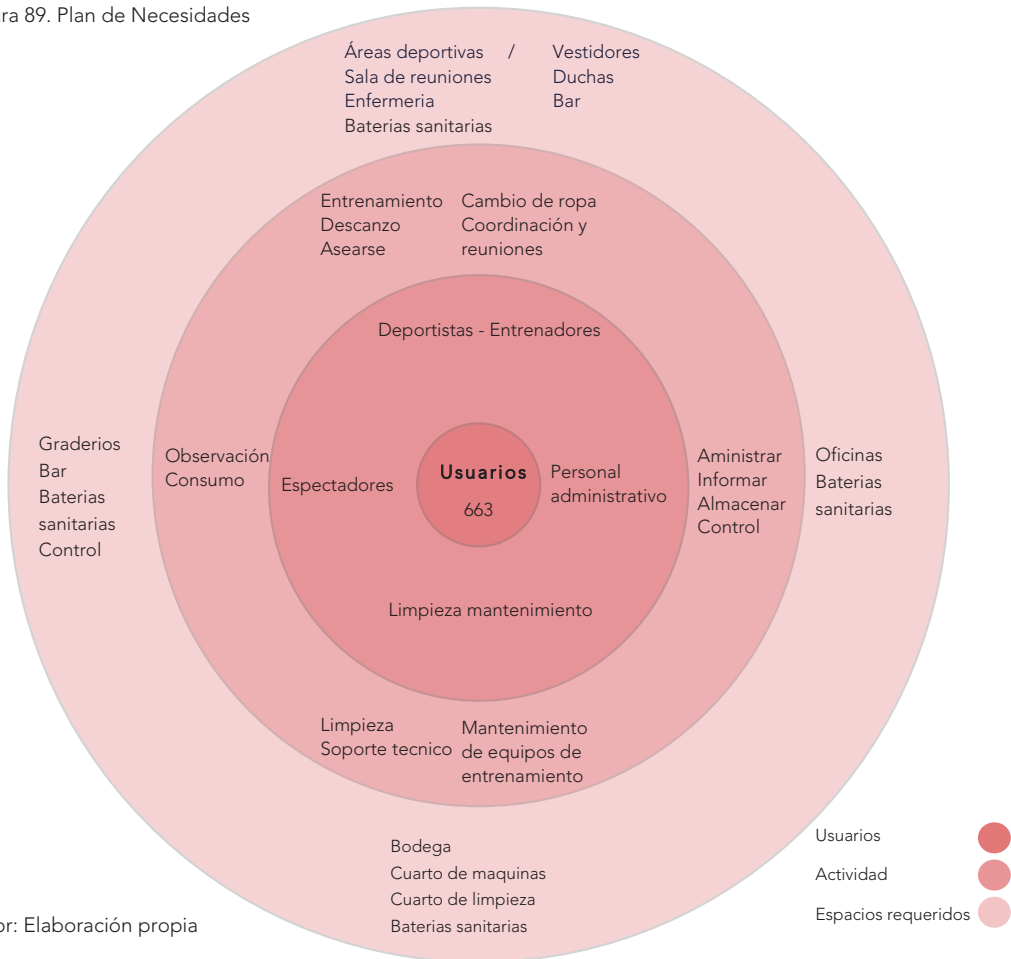 ra 89. Plan de Necesidades
Áreas deportivas /
Sala de reuniones
Enfermeria
Baterias sanitarias
Vestidores
Duchas
Bar
Entrenamiento
Descanzo
Asearse
Cambio de ropa
Coordinación y
reuniones
Deportistas - Entrenadores
Graderios
Bar
Baterias
sanitarias
Control
Observación
Consumo
Espectadores
Usuarios
663
Personal
administrativo
Aministrar
Informar
Almacenar
Control
Oficinas
Baterias
sanitarias
Limpieza mantenimiento
Limpieza
Soporte tecnico
Mantenimiento
de equipos de
entrenamiento
Bodega
Cuarto de maquinas
Cuarto de limpieza
Baterias sanitarias
Usuarios
Actividad
Espacios requeridos
or: Elaboración propia